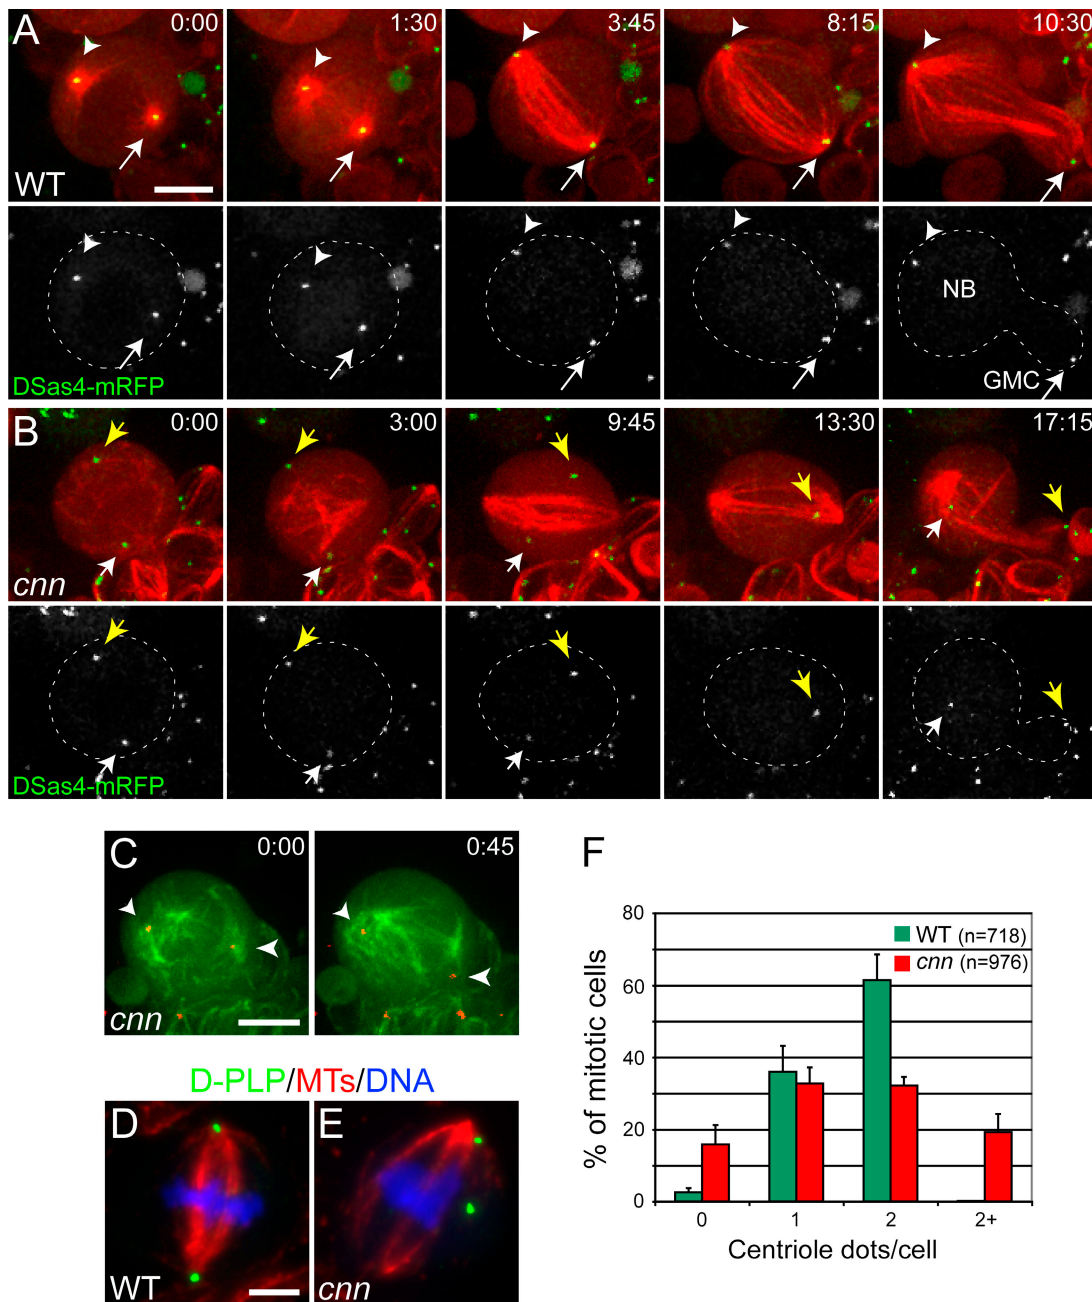 A 0:00 1:30 3:45 8:15 10:30
WT
NB
GMC
DSas4-mRFP
B 0:00 3:00 9:45 13:30 17:15
cnn
DSas4-mRFP
C 0:00 0:45
cnn
D-PLP/MTs/DNA
D E
WT cnn
F
80
60
40
20
0
% of mitotic cells
WT (n=718)
cnn (n=976)
0 1 2 2+
Centriole dots/cell